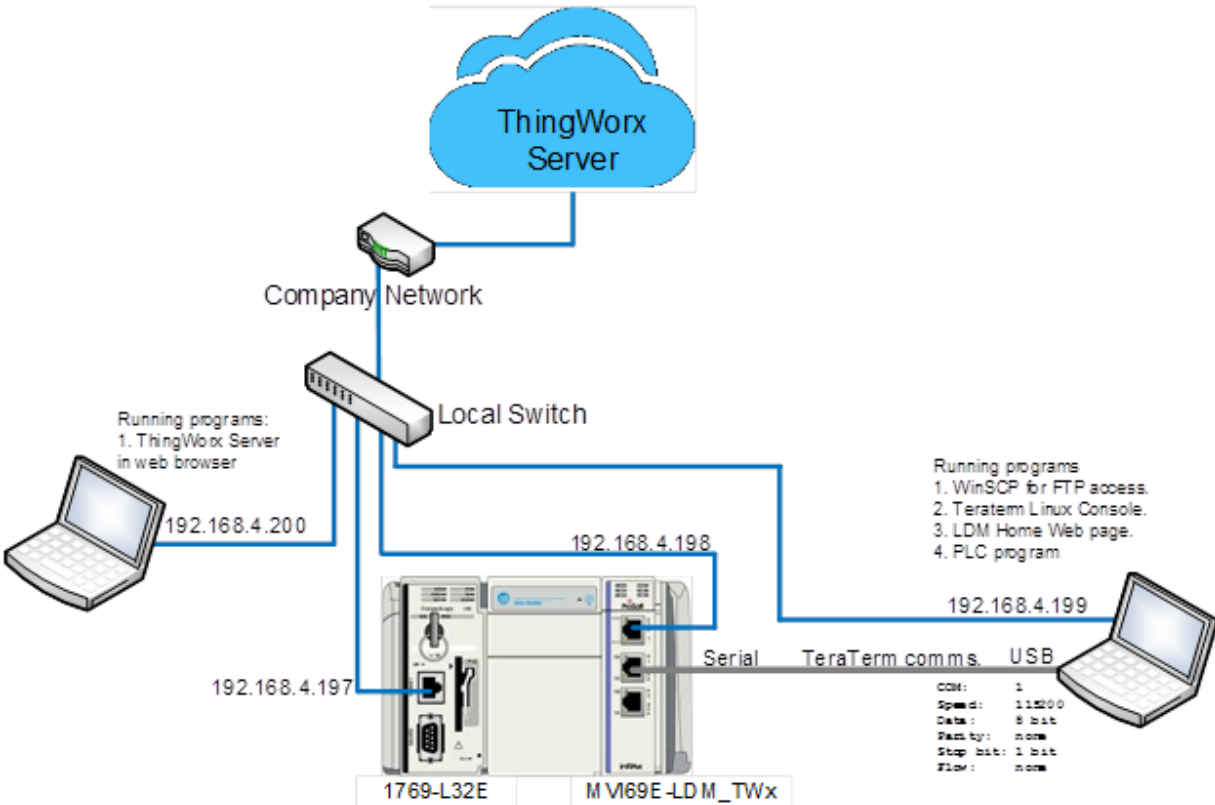 ThingWorx
Server
Company Network
Local Switch
Running programs:
1. ThingWorx Server
in web browser
192.168.4.200
Running programs
1. WinSCP for FTP access.
2. Teraterm Linux Console.
3. LDM Home Web page.
4. PLC program
192.168.4.198
192.168.4.199
192.168.4.197
Serial TeraTerm comms. USB
COM: 1
Speed: 115200
Data: 8 bit
Parity: none
Stop bit: 1 bit
Flow: none
1769-L32E
MVI69E-LDM_TWx